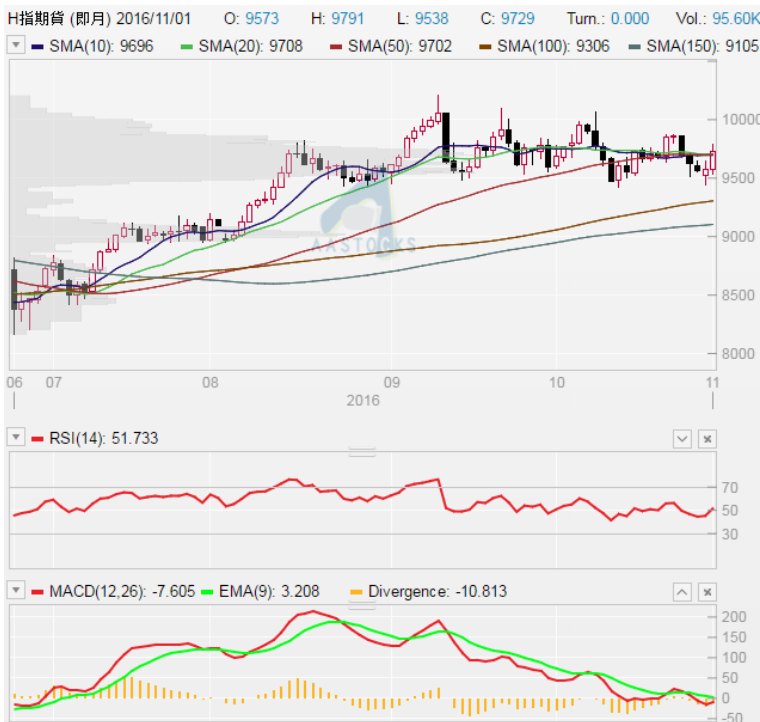 H指期貨 (即月) 2016/11/01 O: 9573 H: 9791 L: 9538 C: 9729 Turn.: 0.000 Vol.: 95.60K
SMA(10): 9696 SMA(20): 9708 SMA(50): 9702 SMA(100): 9306 SMA(150): 9105
10000
9500
9000
8500
8000
AASTOCKS
06 07 08 09 10 11
2016
RSI(14): 51.733
70
50
30
MACD(12,26): -7.605 EMA(9): 3.208 Divergence: -10.813
200
150
100
50
0
-50